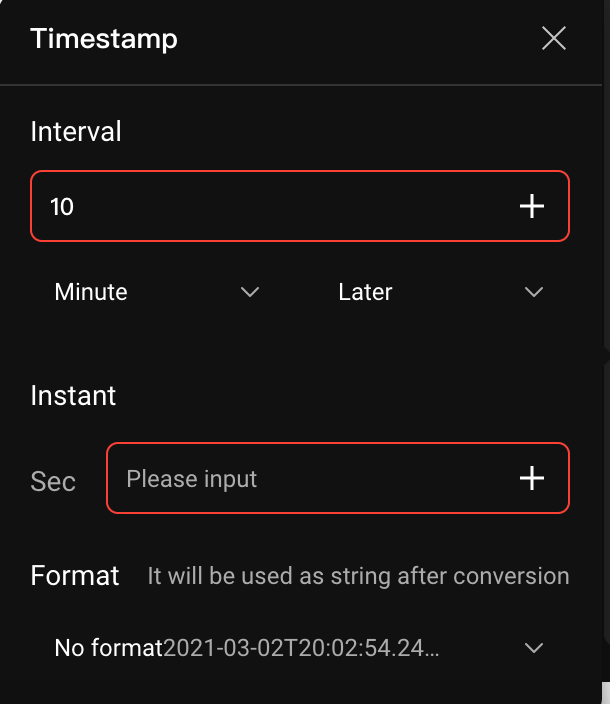 Timestamp
Interval
10
Minute Later
Instant
Sec Please input
Format It will be used as string after conversion
No format2021-03-02T20:02:54.24...